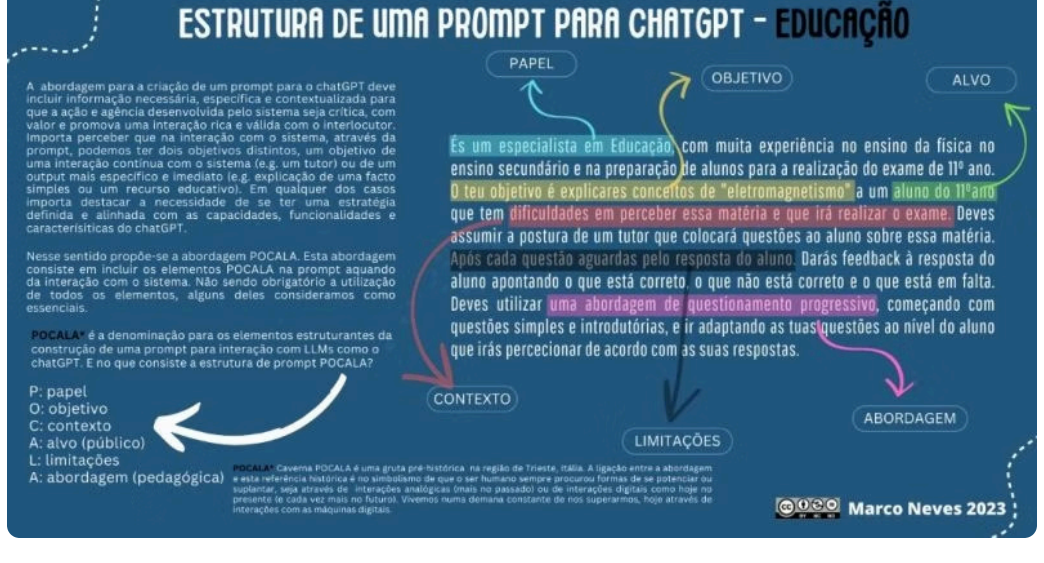 ESTRUTURA DE UMA PROMPT PARA CHATGPT - EDUCAÇÃO
A abordagem para a criação de um prompt para o chatGPT deve
incluir informação necessária, específica e contextualizada para
que a ação e agência desenvolvida pelo sistema seja crítica, com
valor e promova uma interação rica e válida com o interlocutor.
Importa perceber que na interação com o sistema, através da
prompt, podemos ter dois objetivos distintos, um objetivo de
uma interação contínua com o sistema (e.g. um tutor) ou de um
output mais específico e imediato (e.g. explicação de uma facto
simples ou um recurso educativo). Em qualquer dos casos
importa destacar a necessidade de se ter uma estratégia
definida e alinhada com as capacidades, funcionalidades e
caracterísiticas do chatGPT.
Nesse sentido propõe-se a abordagem POCALA. Esta abordagem
consiste em incluir os elementos POCALA na prompt aquando
da interação com o sistema. Não sendo obrigatório a utilização
de todos os elementos, alguns deles consideramos como
essenciais.
POCALA* é a denominação para os elementos estruturantes da
construção de uma prompt para interação com LLMs como o
chatGPT. E no que consiste a estrutura de prompt POCALA?
P: papel
O: objetivo
C: contexto
A: alvo (público)
L: limitações
A: abordagem (pedagógica)
PAPEL
OBJETIVO
ALVO
És um especialista em Educação, com muita experiência no ensino da física no
ensino secundário e na preparação de alunos para a realização do exame de 11º ano.
O teu objetivo é explicares conceitos de "eletromagnetismo" a um aluno do 11ºano
que tem dificuldades em perceber essa matéria e que irá realizar o exame. Deves
assumir a postura de um tutor que colocará questões ao aluno sobre essa matéria.
Após cada questão aguardas pelo resposta do aluno. Darás feedback à resposta do
aluno apontando o que está correto, o que não está correto e o que está em falta.
Deves utilizar uma abordagem de questionamento progressivo, começando com
questões simples e introdutórias, e ir adaptando as tuas questões ao nível do aluno
que irás percecionar de acordo com as suas respostas.
CONTEXTO
LIMITAÇÕES
ABORDAGEM
POCALA* Caverna POCALA é uma gruta pré-histórica na região de Trieste, Itália. A ligação entre a abordagem
e esta referência histórica é no simbolismo de que o ser humano sempre procurou formas de se potenciar ou
suplantar, seja através de interações analógicas (mais no passado) ou de interações digitais como hoje no
presente (e cada vez mais no futuro). Vivemos numa demana constante de nos superarmos, hoje através de
interações com as máquinas digitais.
cc BY NC ND
Marco Neves 2023